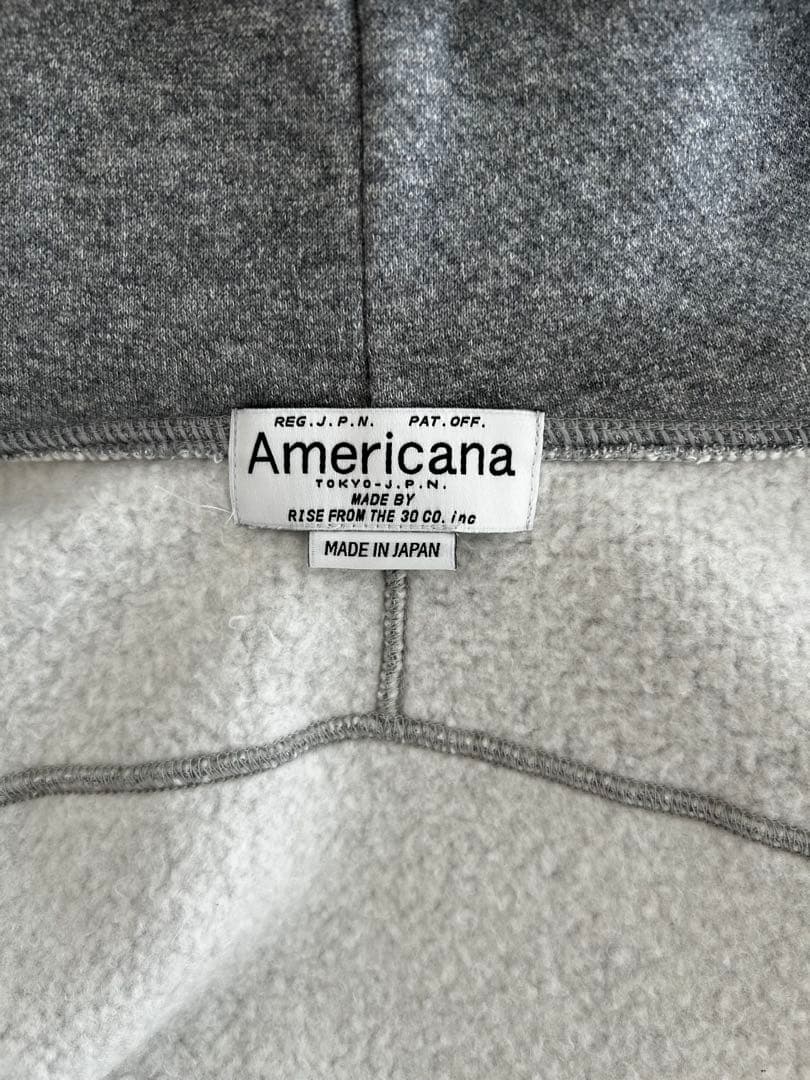 REG.J.P.N. PAT.OFF.
Americana
TOKYO-J.P.N.
MADE BY
RISE FROM THE 30 CO. inc
MADE IN JAPAN